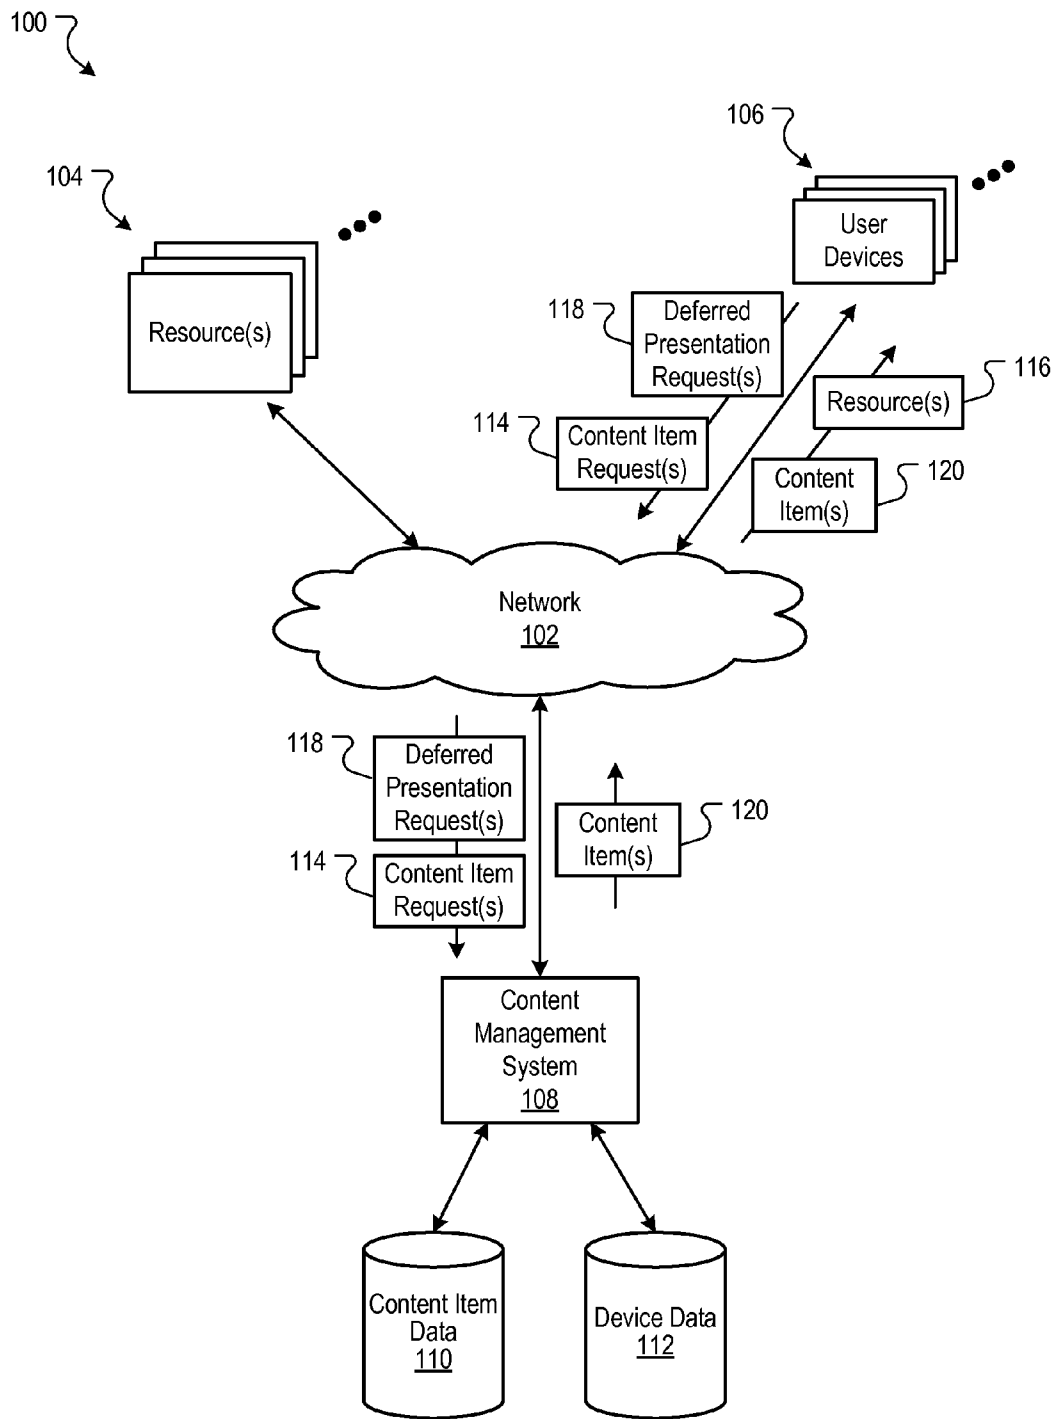 100
106
104
User
Devices
118
Deferred
Presentation
Request(s)
Resource(s)
116
Resource(s)
114
Content Item
Request(s)
Content
Item(s)
120
Network
102
118
Deferred
Presentation
Request(s)
120
Content
Item(s)
114
Content Item
Request(s)
Content
Management
System
108
Content Item
Data
110
Device Data
112